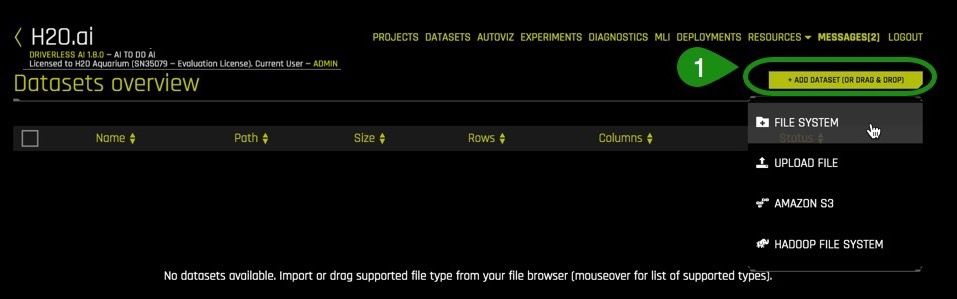 H2O.ai
DRIVERLESS AI 1.8.0 – AI TO DO AI
Licensed to H2O Aquarium (SN35079 – Evaluation License). Current User – ADMIN
PROJECTS DATASETS AUTOVIZ EXPERIMENTS DIAGNOSTICS MLI DEPLOYMENTS RESOURCES MESSAGES[2] LOGOUT
Datasets overview
1
+ ADD DATASET (OR DRAG & DROP)
Name Path Size Rows Columns Status
FILE SYSTEM
UPLOAD FILE
AMAZON S3
HADOOP FILE SYSTEM
No datasets available. Import or drag supported file type from your file browser (mouseover for list of supported types).